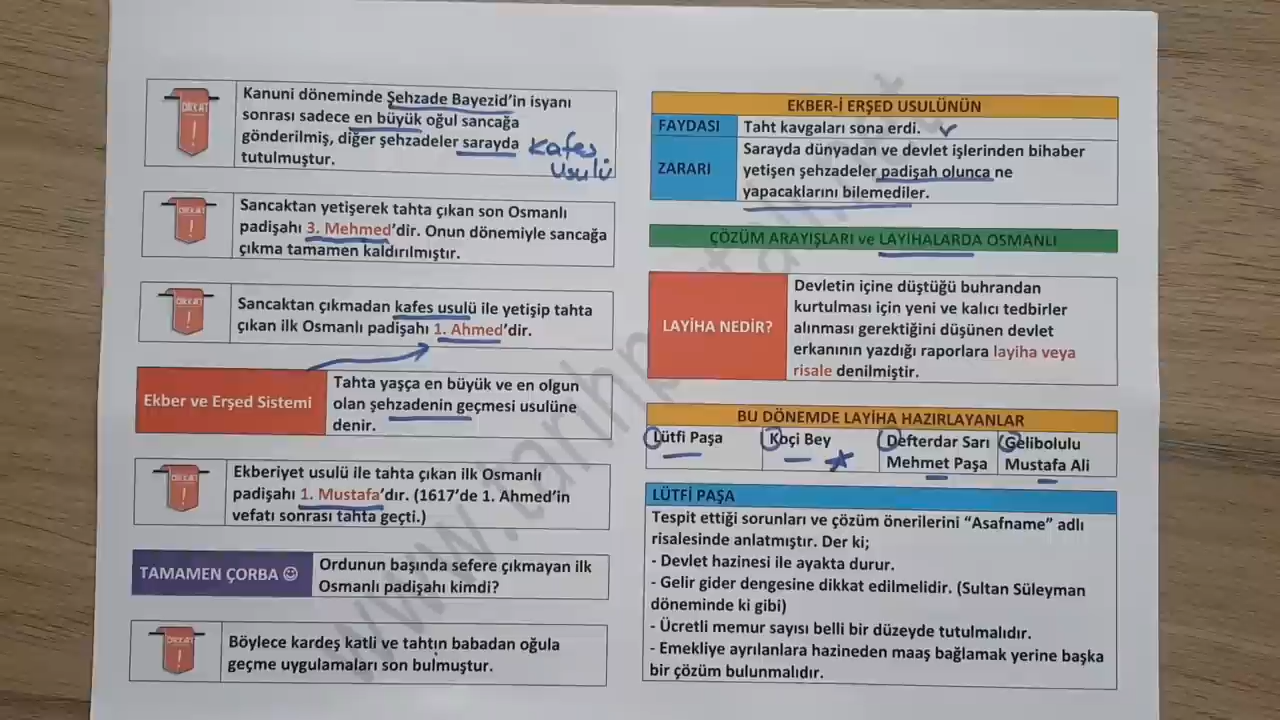 DİKKAT
!
Kanuni döneminde Şehzade Bayezid'in isyanı
sonrası sadece en büyük oğul sancağa
gönderilmiş, diğer şehzadeler sarayda
tutulmuştur.
Kafes
Usulü
DİKKAT
!
Sancaktan yetişerek tahta çıkan son Osmanlı
padişahı 3. Mehmed'dir. Onun dönemiyle sancağa
çıkma tamamen kaldırılmıştır.
DİKKAT
!
Sancaktan çıkmadan kafes usulü ile yetişip tahta
çıkan ilk Osmanlı padişahı 1. Ahmed'dir.
Ekber ve Erşed Sistemi
Tahta yaşça en büyük ve en olgun
olan şehzadenin geçmesi usulüne
denir.
DİKKAT
!
Ekberiyet usulü ile tahta çıkan ilk Osmanlı
padişahı 1. Mustafa'dır. (1617'de 1. Ahmed'in
vefatı sonrası tahta geçti.)
TAMAMEN ÇORBA ☺
Ordunun başında sefere çıkmayan ilk
Osmanlı padişahı kimdi?
DİKKAT
!
Böylece kardeş katli ve tahtın babadan oğula
geçme uygulamaları son bulmuştur.
EKBER-İ ERŞED USULÜNÜN
FAYDASI
Taht kavgaları sona erdi.
ZARARI
Sarayda dünyadan ve devlet işlerinden bihaber
yetişen şehzadeler padişah olunca ne
yapacaklarını bilemediler.
ÇÖZÜM ARAYIŞLARI ve LAYİHALARDA OSMANLI
LAYİHA NEDİR?
Devletin içine düştüğü buhrandan
kurtulması için yeni ve kalıcı tedbirler
alınması gerektiğini düşünen devlet
erkanının yazdığı raporlara layiha veya
risale denilmiştir.
BU DÖNEMDE LAYİHA HAZIRLAYANLAR
Lütfi Paşa
Koçi Bey
Defterdar Sarı
Mehmet Paşa
Gelibolulu
Mustafa Ali
LÜTFİ PAŞA
Tespit ettiği sorunları ve çözüm önerilerini “Asafname” adlı
risalesinde anlatmıştır. Der ki;
- Devlet hazinesi ile ayakta durur.
- Gelir gider dengesine dikkat edilmelidir. (Sultan Süleyman
döneminde ki gibi)
- Ücretli memur sayısı belli bir düzeyde tutulmalıdır.
- Emekliye ayrılanlara hazineden maaş bağlamak yerine başka
bir çözüm bulunmalıdır.